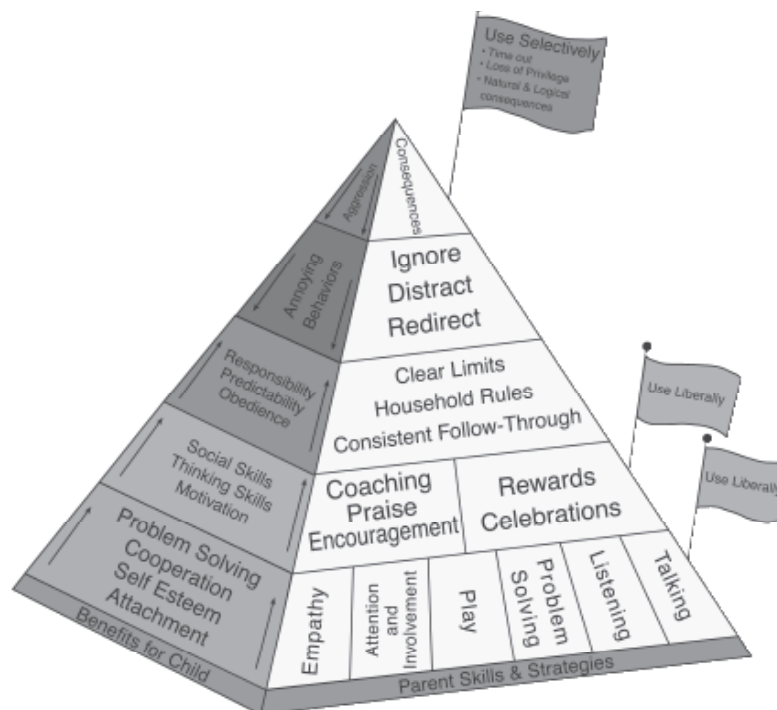 Use Selectively
• Time out
• Loss of Privilege
• Natural & Logical
consequences
Aggression
Consequences
Annoying
Behaviors
Ignore
Distract
Redirect
Responsibility
Predictability
Obedience
Clear Limits
Household Rules
Consistent Follow-Through
Use Liberally
Social Skills
Thinking Skills
Motivation
Coaching
Praise
Encouragement
Rewards
Celebrations
Use Liberally
Problem Solving
Cooperation
Self Esteem
Attachment
Empathy
Attention
and
Involvement
Play
Problem
Solving
Listening
Talking
Benefits for Child
Parent Skills & Strategies